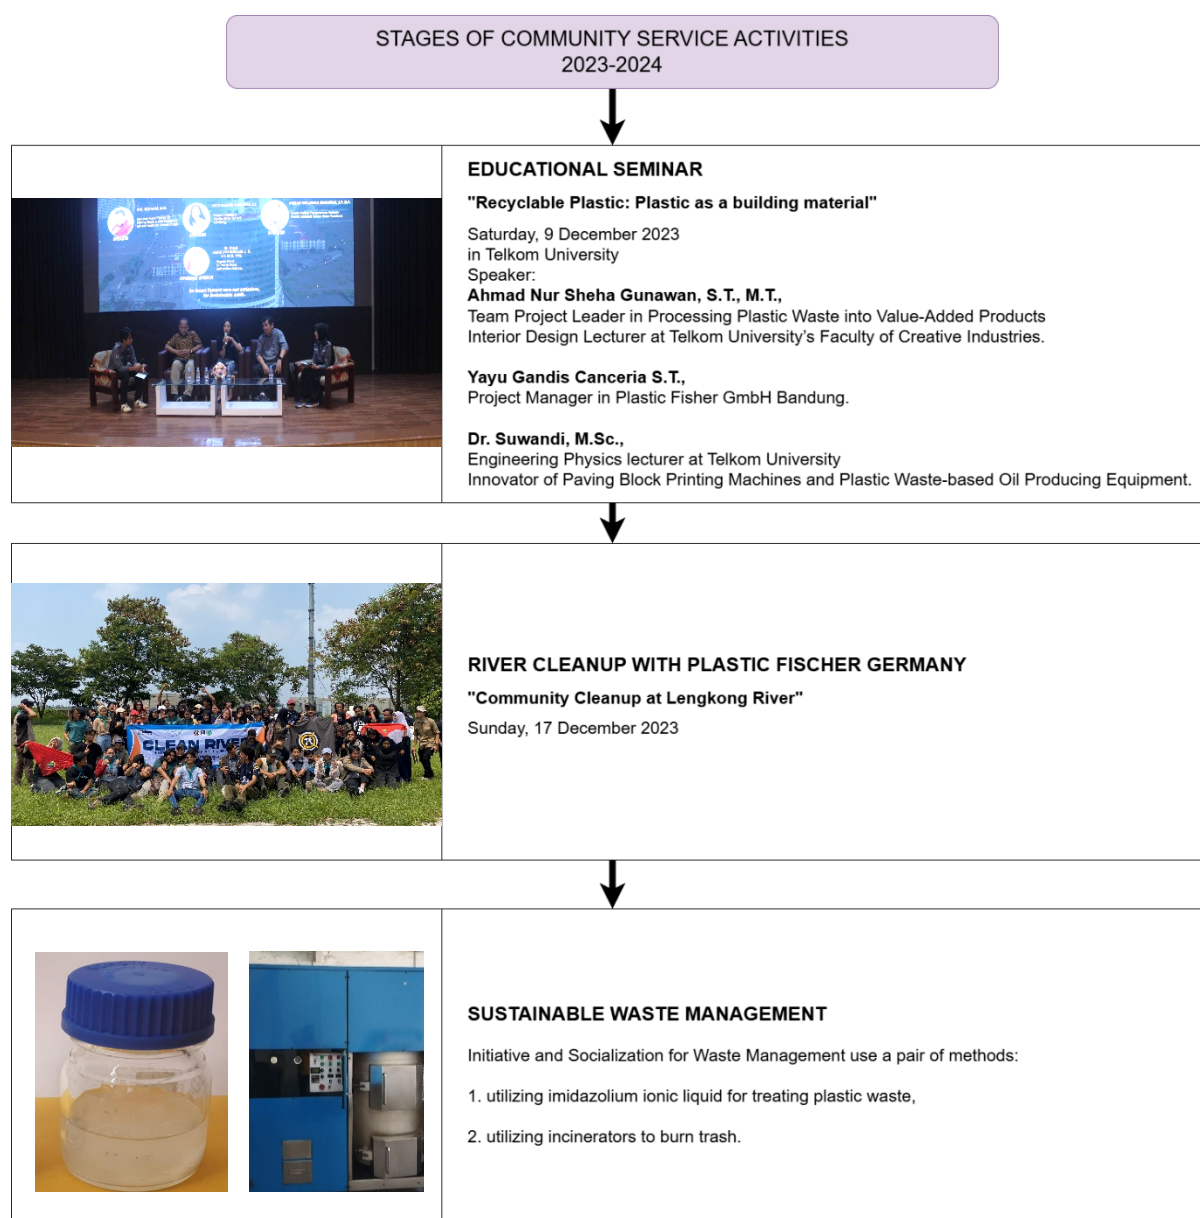 STAGES OF COMMUNITY SERVICE ACTIVITIES
2023-2024
EDUCATIONAL SEMINAR
"Recyclable Plastic: Plastic as a building material"
Saturday, 9 December 2023
in Telkom University
Speaker:
Ahmad Nur Sheha Gunawan, S.T., M.T.,
Team Project Leader in Processing Plastic Waste into Value-Added Products
Interior Design Lecturer at Telkom University’s Faculty of Creative Industries.
Yayu Gandis Canceria S.T.,
Project Manager in Plastic Fisher GmbH Bandung.
Dr. Suwandi, M.Sc.,
Engineering Physics lecturer at Telkom University
Innovator of Paving Block Printing Machines and Plastic Waste-based Oil Producing Equipment.
CLEAN RIVER
RIVER CLEANUP WITH PLASTIC FISCHER GERMANY
"Community Cleanup at Lengkong River"
Sunday, 17 December 2023
SUSTAINABLE WASTE MANAGEMENT
Initiative and Socialization for Waste Management use a pair of methods:
1. utilizing imidazolium ionic liquid for treating plastic waste,
2. utilizing incinerators to burn trash.